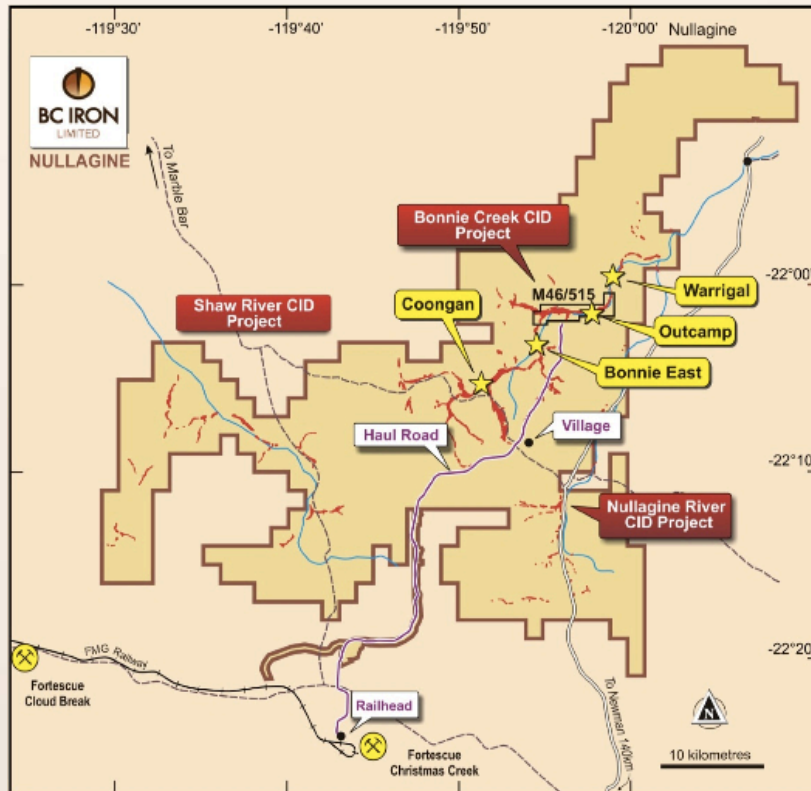 -119°30'
-119°40'
-119°50'
-120°00'
Nullagine
BC IRON
LIMITED
NULLAGINE
To Marble Bar
Bonnie Creek CID
Project
-22°00'
M46/515
Warrigal
Shaw River CID
Project
Coongan
Outcamp
Bonnie East
Haul Road
Village
-22°10'
Nullagine River
CID Project
FMG Railway
-22°20'
Fortescue
Cloud Break
To Newman 140km
Railhead
N
Fortescue
Christmas Creek
10 kilometres